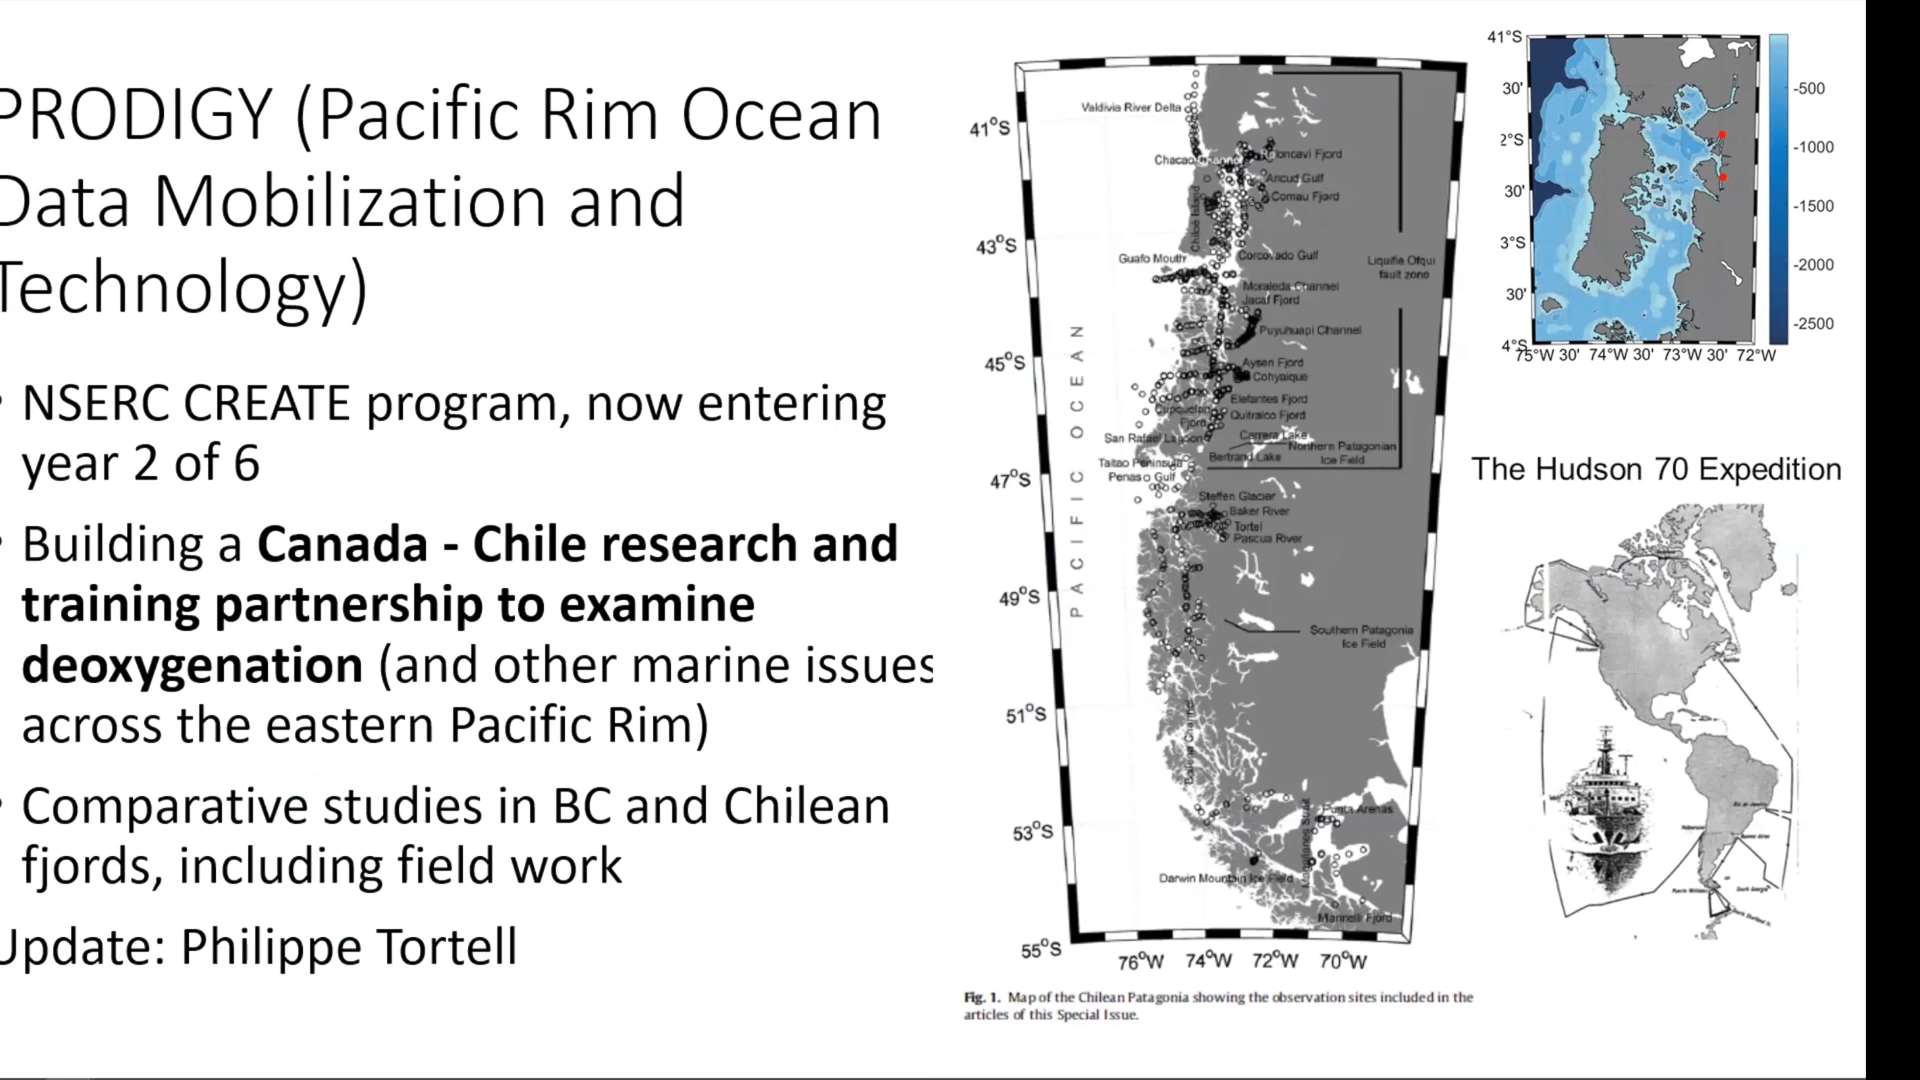 PRODIGY (Pacific Rim Ocean
Data Mobilization and
Technology)
NSERC CREATE program, now entering
year 2 of 6
Building a Canada - Chile research and
training partnership to examine
deoxygenation (and other marine issues
across the eastern Pacific Rim)
Comparative studies in BC and Chilean
fjords, including field work
Update: Philippe Tortell
41°S
43°S
45°S
47°S
49°S
51°S
53°S
55°S
76°W 74°W 72°W 70°W
PACIFIC OCEAN
Valdivia River Delta
Ancud Gulf
Comau Fjord
Chiloe Island
Guafo Mouth
Corcovado Gulf
Liquiñe Ofqui
fault zone
Moraleda Channel
Jacaf Fjord
Puyuhuapi Channel
Aysen Fjord
Cohyaique
Elefantes Fjord
Quitralco Fjord
San Rafael Lagoon
Carrera Lake
Northern Patagonian
Ice Field
Bertrand Lake
Taitao Peninsula
Penas o Gulf
Steffen Glacier
Baker River
Tortel
Pascua River
Southern Patagonia
Ice Field
Punta Arenas
Darwin Mountain Ice Field
Marinelli Fjord
Fig. 1. Map of the Chilean Patagonia showing the observation sites included in the
articles of this Special Issue.
41°S
30'
2°S
30'
3°S
30'
4°S
75°W 30' 74°W 30' 73°W 30' 72°W
-500
-1000
-1500
-2000
-2500
The Hudson 70 Expedition